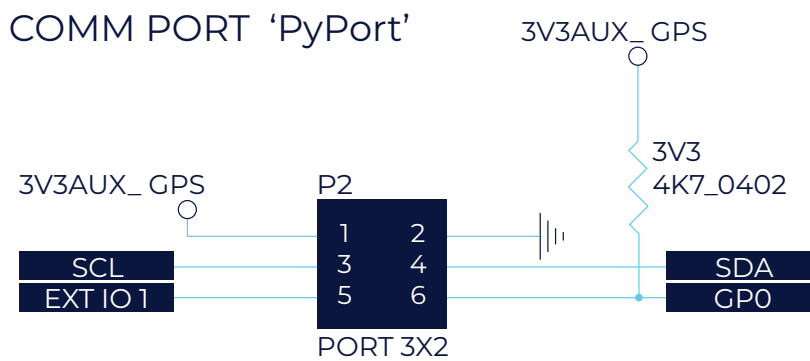 COMM PORT ‘PyPort’
3V3AUX_ GPS
3V3
4K7_0402
3V3AUX_ GPS
P2
1 2
SCL 3 4 SDA
EXT IO 1 5 6 GP0
PORT 3X2